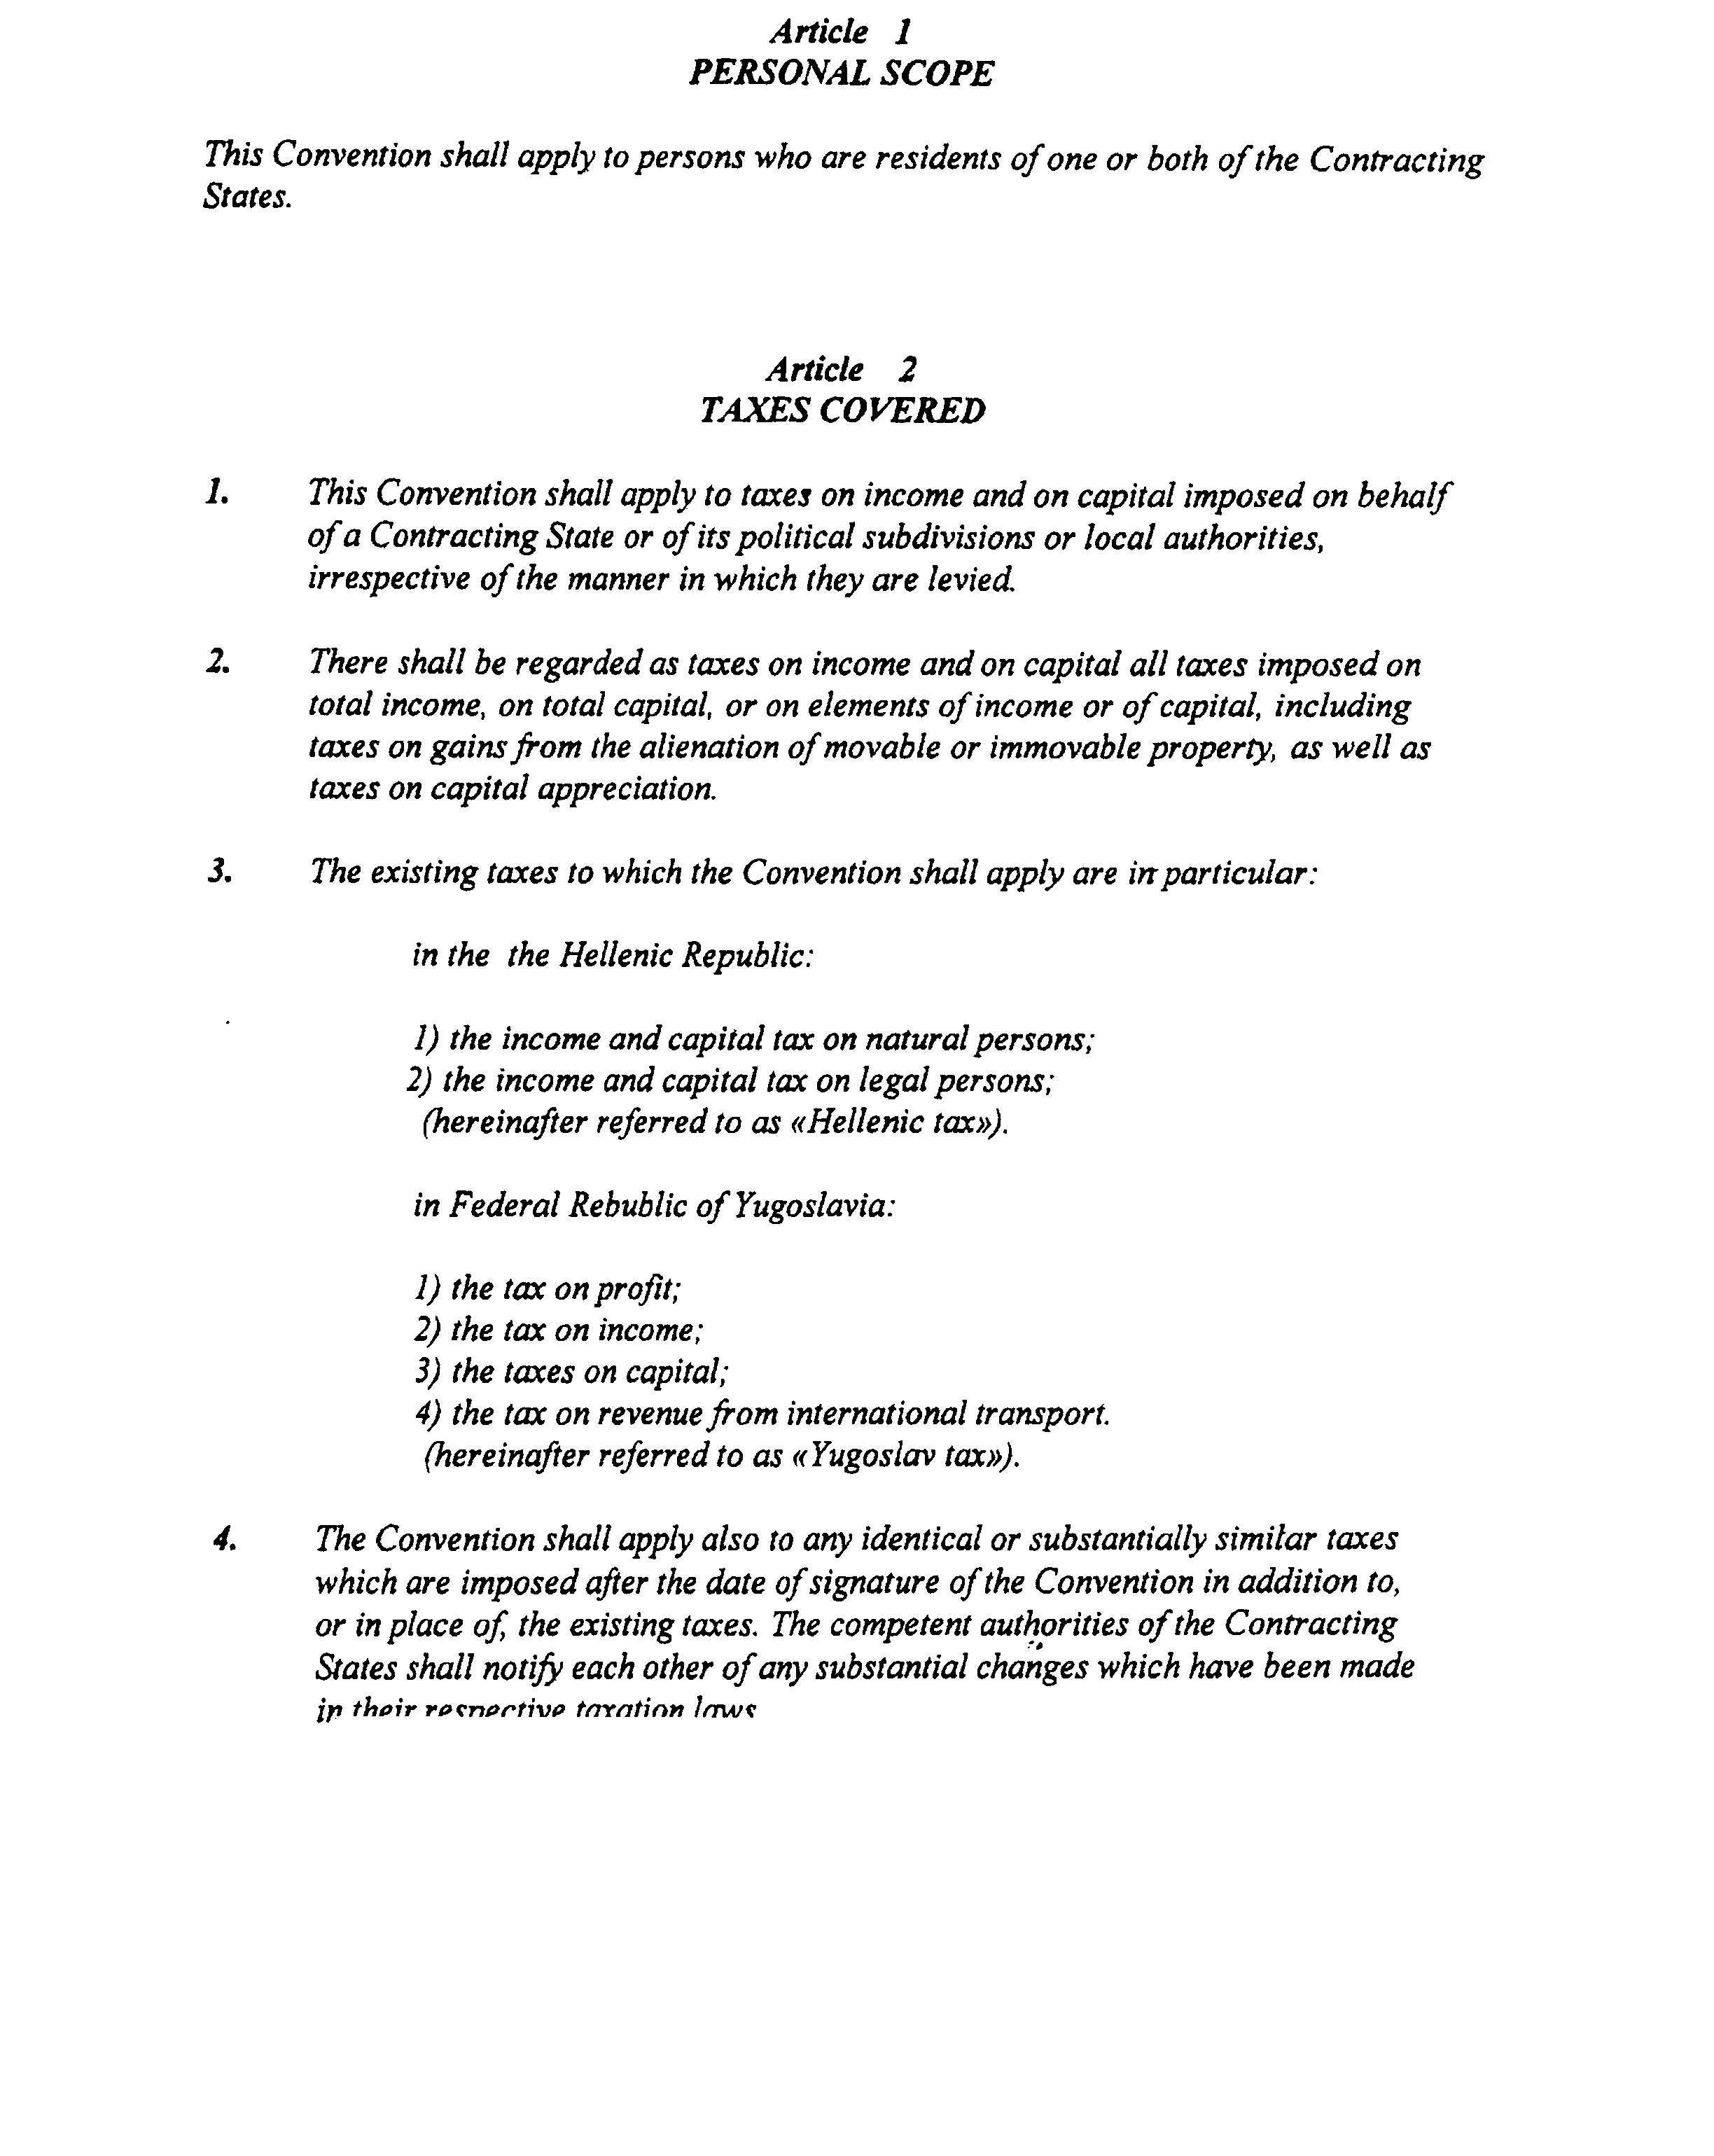 Article 1
PERSONAL SCOPE
This Convention shall apply to persons who are residents of one or both of the Contracting
States.
Article 2
TAXES COVERED
1. This Convention shall apply to taxes on income and on capital imposed on behalf
of a Contracting State or of its political subdivisions or local authorities,
irrespective of the manner in which they are levied.
2. There shall be regarded as taxes on income and on capital all taxes imposed on
total income, on total capital, or on elements of income or of capital, including
taxes on gains from the alienation of movable or immovable property, as well as
taxes on capital appreciation.
3. The existing taxes to which the Convention shall apply are in particular:
in the the Hellenic Republic:
1) the income and capital tax on natural persons;
2) the income and capital tax on legal persons;
(hereinafter referred to as «Hellenic tax»).
in Federal Rebublic of Yugoslavia:
1) the tax on profit;
2) the tax on income;
3) the taxes on capital;
4) the tax on revenue from international transport.
(hereinafter referred to as «Yugoslav tax»).
4. The Convention shall apply also to any identical or substantially similar taxes
which are imposed after the date of signature of the Convention in addition to,
or in place of, the existing taxes. The competent authorities of the Contracting
States shall notify each other of any substantial changes which have been made
in their respective taxation laws